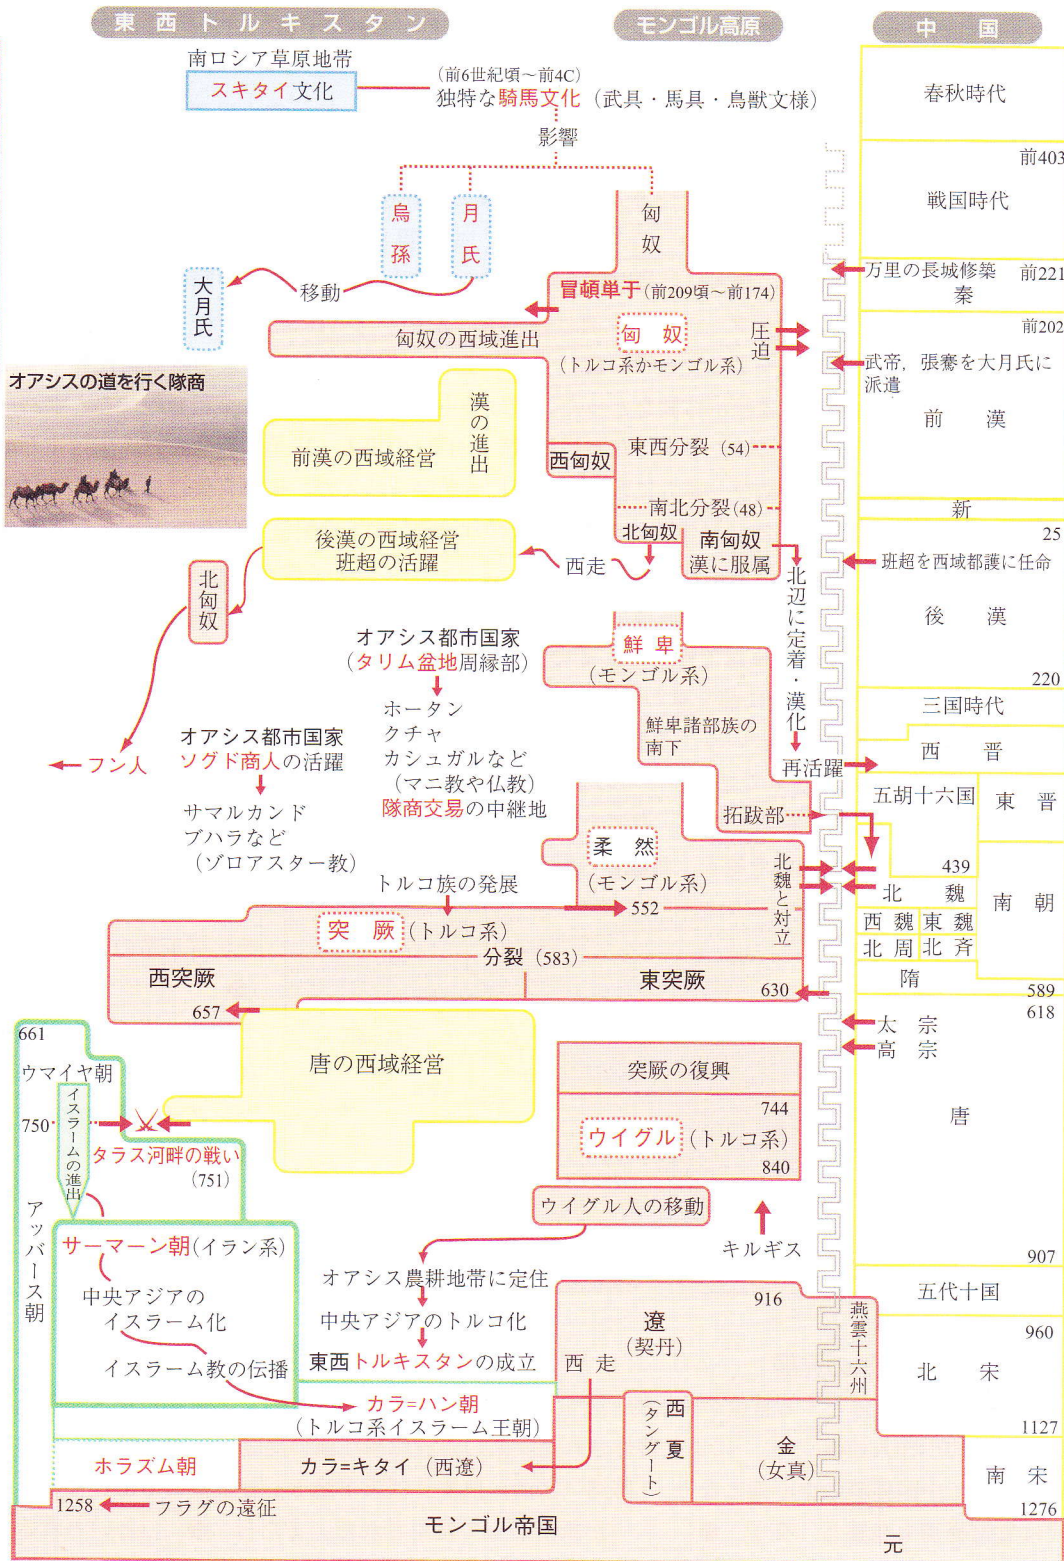 東西トルキスタン
モンゴル高原
中国
南ロシア草原地帯
スキタイ文化
(前6世紀頃～前4C)
独特な騎馬文化(武具・馬具・鳥獣文様)
影響
烏孫
月氏
匈奴
大月氏
移動
冒頓単于(前209頃～前174)
匈奴の西域進出
匈奴
(トルコ系かモンゴル系)
圧迫
オアシスの道を行く隊商
漢の進出
前漢の西域経営
西匈奴
東西分裂(54)
南北分裂(48)
北匈奴
南匈奴
漢に服属
後漢の西域経営
班超の活躍
西走
北匈奴
北辺に定着・漢化
オアシス都市国家
(タリム盆地周縁部)
ホータン
クチャ
カシュガルなど
(マニ教や仏教)
隊商交易の中継地
鮮卑
(モンゴル系)
鮮卑諸部族の
南下
フン人
オアシス都市国家
ソグド商人の活躍
サマルカンド
ブハラなど
(ゾロアスター教)
再活躍
拓跋部
柔然
(モンゴル系)
北魏と対立
トルコ族の発展
552
突厥(トルコ系)
分裂(583)
西突厥
東突厥
657
630
661
ウマイヤ朝
唐の西域経営
突厥の復興
744
ウイグル(トルコ系)
840
750
イスラームの進出
タラス河畔の戦い
(751)
アッバース朝
ウイグル人の移動
キルギス
サーマーン朝(イラン系)
中央アジアの
イスラーム化
イスラーム教の伝播
オアシス農耕地帯に定住
中央アジアのトルコ化
東西トルキスタンの成立
916
遼
(契丹)
燕雲十六州
西走
カラ=ハン朝
(トルコ系イスラーム王朝)
西夏
(タングート)
金
(女真)
ホラズム朝
カラ=キタイ(西遼)
1258
フラグの遠征
モンゴル帝国
元
春秋時代
前403
戦国時代
万里の長城修築
前221
秦
前202
武帝,張騫を大月氏に
派遣
前漢
新
25
班超を西域都護に任命
後漢
220
三国時代
西晋
五胡十六国
東晋
439
北魏
南朝
西魏
東魏
北周
北斉
隋
589
618
太宗
高宗
唐
907
五代十国
960
北宋
1127
南宋
1276